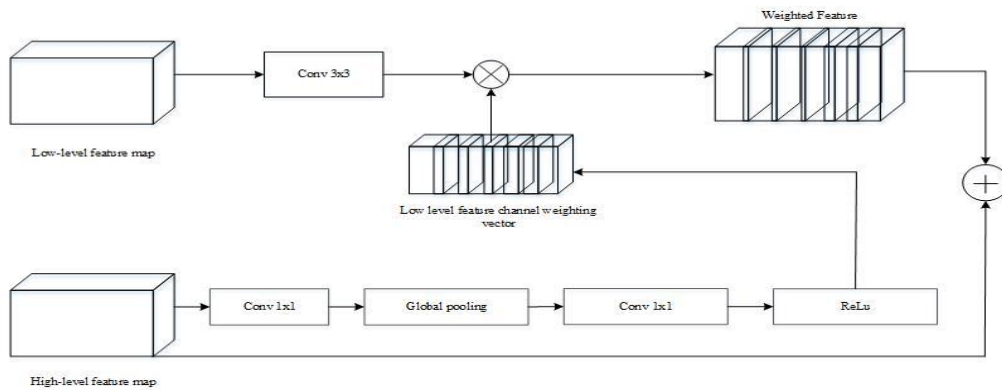 Weighted Feature
Conv 3x3
Low-level feature map
Low level feature channel weighting
vector
Conv 1x1
Global pooling
Conv 1x1
ReLu
High-level feature map